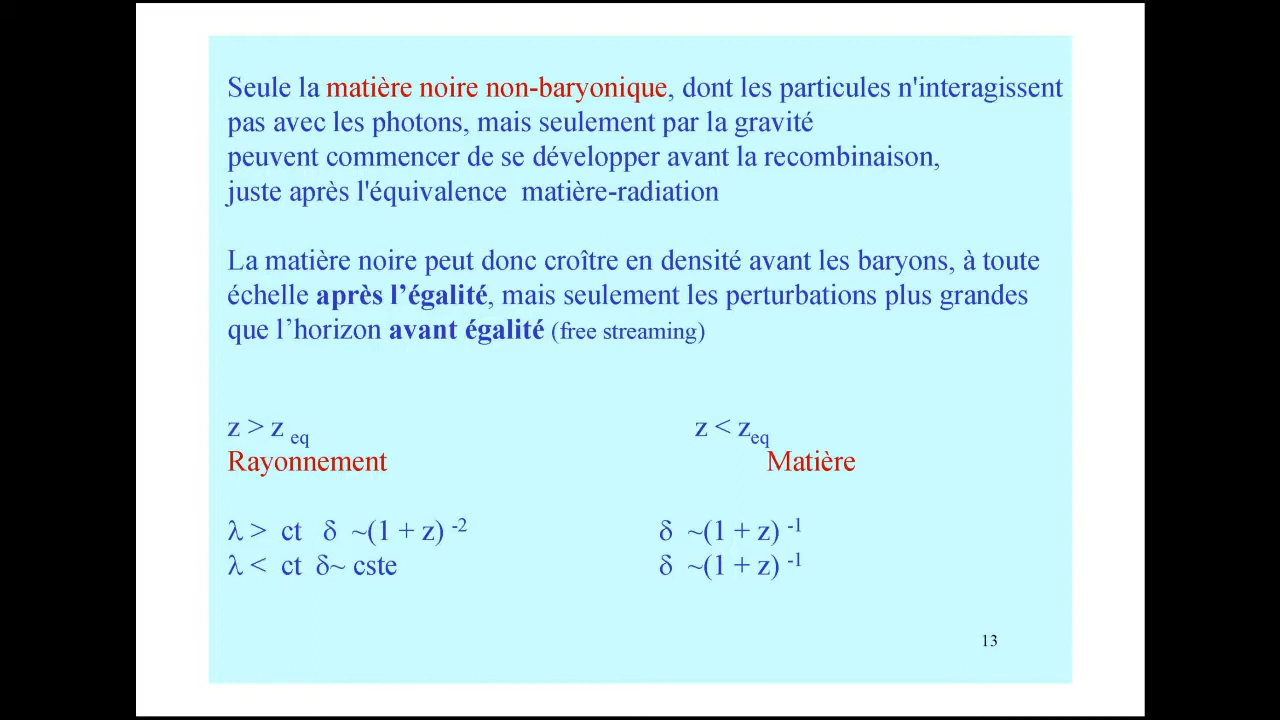 Seule la matière noire non-baryonique, dont les particules n'interagissent
pas avec les photons, mais seulement par la gravité
peuvent commencer de se développer avant la recombinaison,
juste après l'équivalence matière-radiation
La matière noire peut donc croître en densité avant les baryons, à toute
échelle après l’égalité, mais seulement les perturbations plus grandes
que l’horizon avant égalité (free streaming)
z > z eq z < zeq
Rayonnement Matière
λ > ct δ ~(1 + z) -2 δ ~(1 + z) -1
λ < ct δ~ cste δ ~(1 + z) -1
13